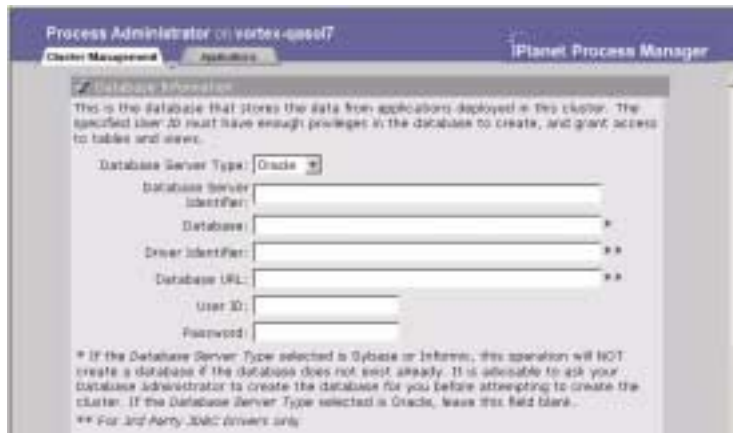 Process Administrator on vortex-qasol7
iPlanet Process Manager
Cluster Management
Applications
Database Information
This is the database that stores the data from applications deployed in this cluster. The
specified User ID must have enough privileges in the database to create, and grant access
to tables and views.
Database Server Type: Oracle
Database Server
Identifier:
Database: *
Driver Identifier: **
Database URL: **
User ID:
Password:
* If the Database Server Type selected is Sybase or Informix, this operation will NOT
create a database if the database does not exist already. It is advisable to ask your
Database Administrator to create the database for you before attempting to create the
cluster. If the Database Server Type selected is Oracle, leave this field blank.
** For 3rd Party JDBC Drivers only